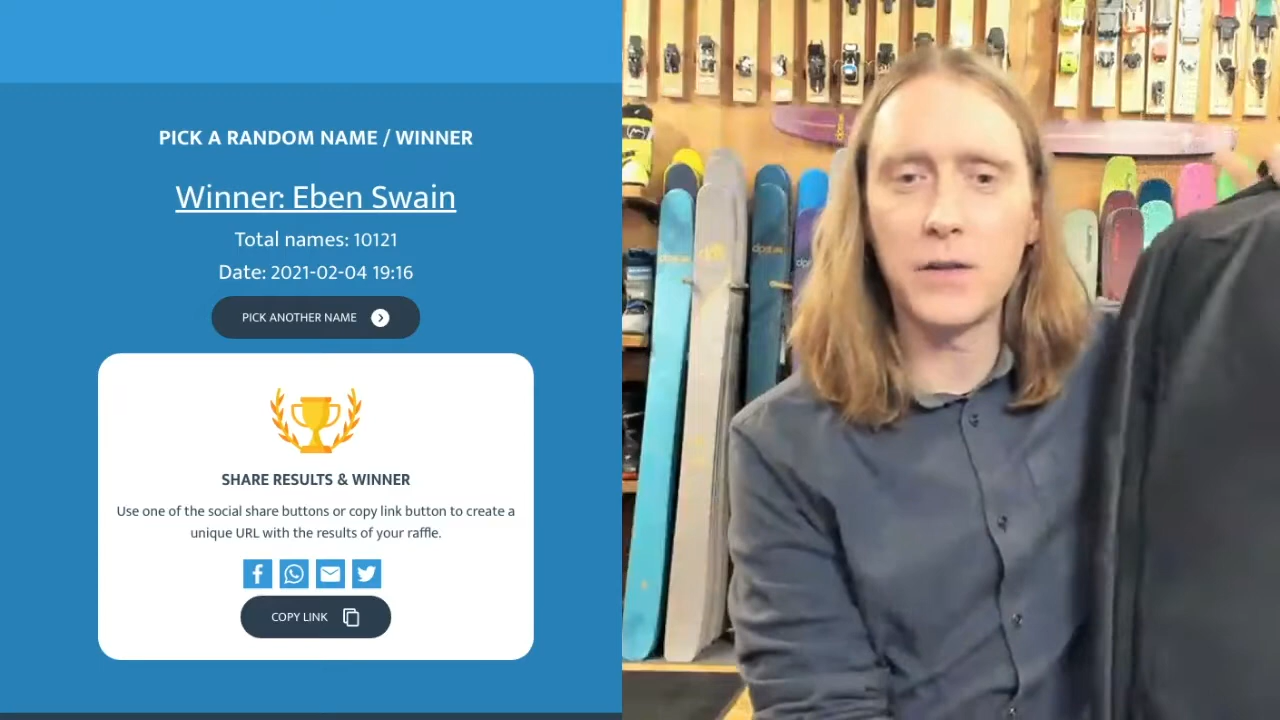 PICK A RANDOM NAME / WINNER
Winner: Eben Swain
Total names: 10121
Date: 2021-02-04 19:16
PICK ANOTHER NAME
SHARE RESULTS & WINNER
Use one of the social share buttons or copy link button to create a
unique URL with the results of your raffle.
COPY LINK